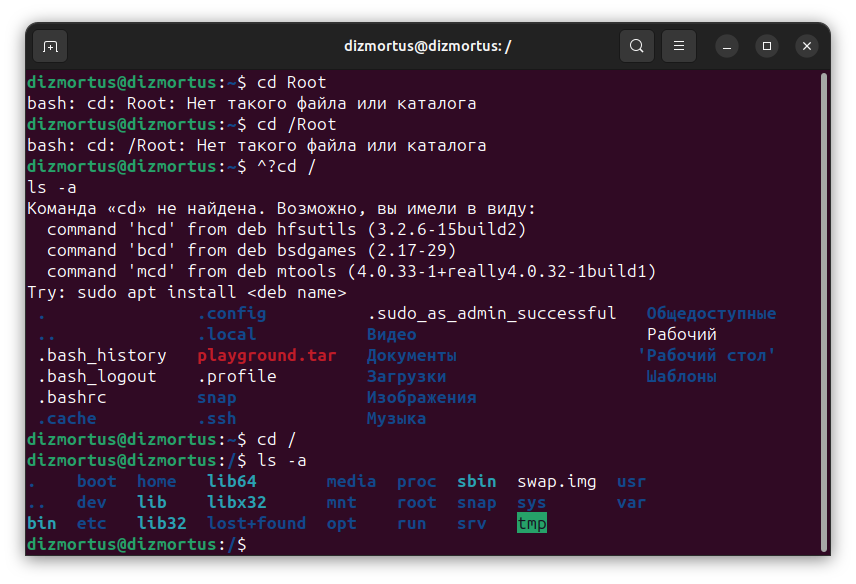 dizmortus@dizmortus: /
dizmortus@dizmortus:~$ cd Root
bash: cd: Root: Нет такого файла или каталога
dizmortus@dizmortus:~$ cd /Root
bash: cd: /Root: Нет такого файла или каталога
dizmortus@dizmortus:~$ ^?cd /
ls -a
Команда «cd» не найдена. Возможно, вы имели в виду:
  command 'hcd' from deb hfsutils (3.2.6-15build2)
  command 'bcd' from deb bsdgames (2.17-29)
  command 'mcd' from deb mtools (4.0.33-1+really4.0.32-1build1)
Try: sudo apt install <deb name>
 .               .config          .sudo_as_admin_successful   Общедоступные
 ..              .local           Видео                       Рабочий
 .bash_history   playground.tar   Документы                  'Рабочий стол'
 .bash_logout    .profile         Загрузки                    Шаблоны
 .bashrc         snap             Изображения
 .cache          .ssh             Музыка
dizmortus@dizmortus:~$ cd /
dizmortus@dizmortus:/$ ls -a
.    boot  home   lib64       media  proc  sbin  swap.img  usr
..   dev   lib    libx32      mnt    root  snap  sys       var
bin  etc   lib32  lost+found  opt    run   srv   tmp
dizmortus@dizmortus:/$